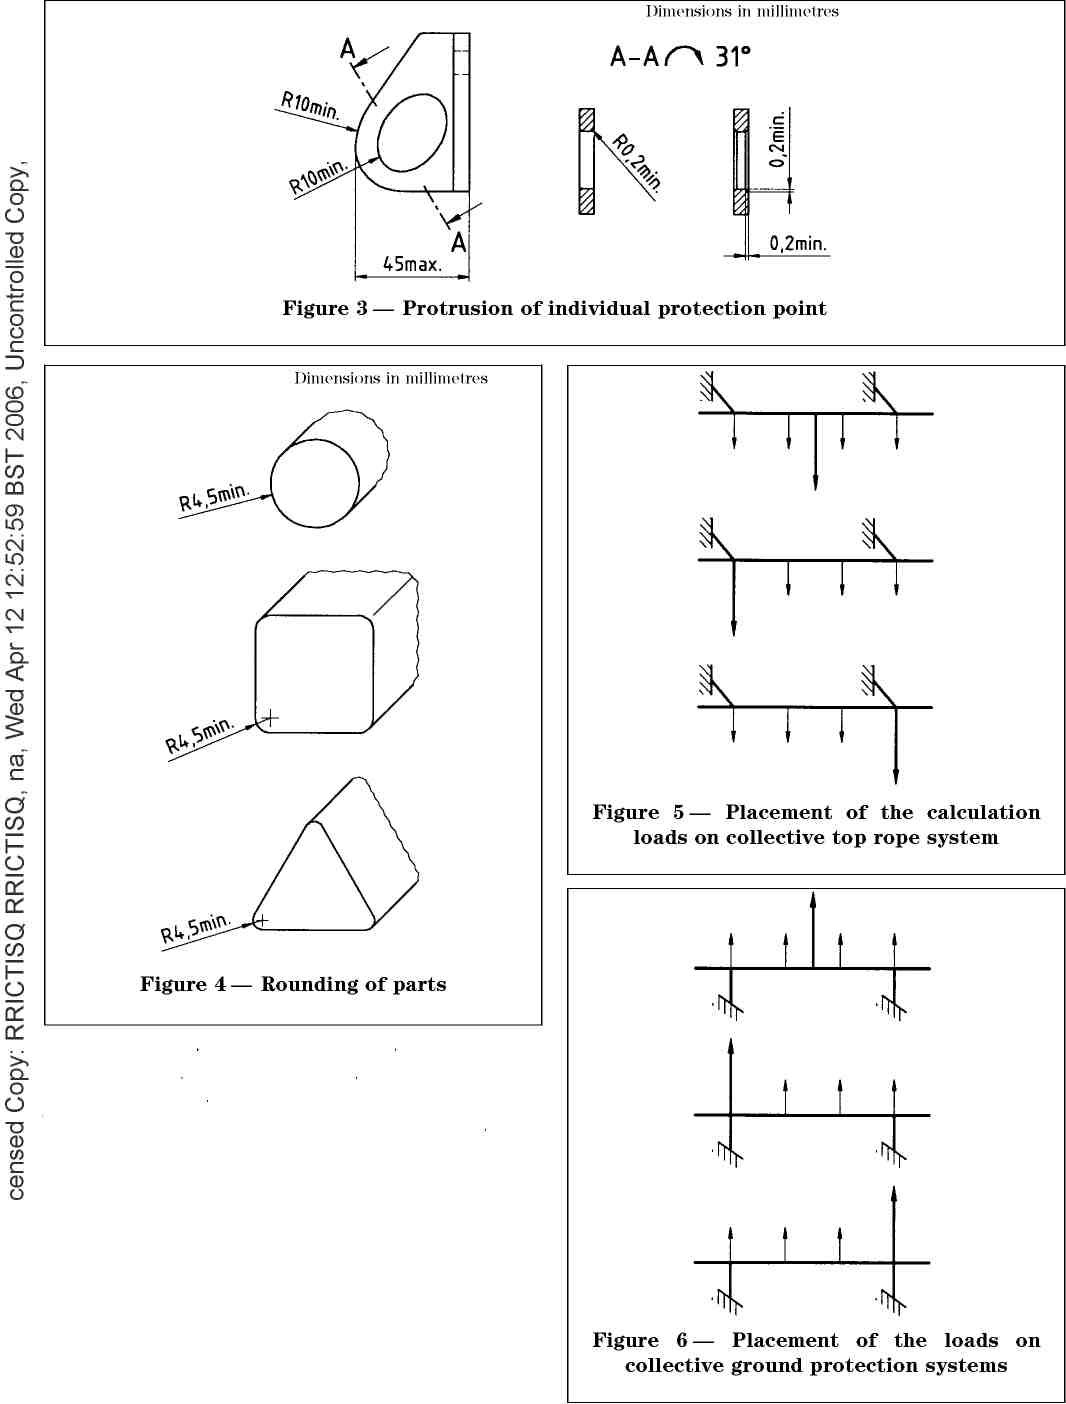 Dimensions in millimetres
A
A–A 31°
R10min.
R10min.
A
45max.
R0,2min.
0,2min.
0,2min.
Figure 3 — Protrusion of individual protection point
Dimensions in millimetres
R4,5min.
R4,5min.
R4,5min.
Figure 4 — Rounding of parts
Figure 5 — Placement of the calculation
loads on collective top rope system
Figure 6 — Placement of the loads on
collective ground protection systems
censed Copy: RRICTISQ RRICTISQ, na, Wed Apr 12 12:52:59 BST 2006, Uncontrolled Copy,